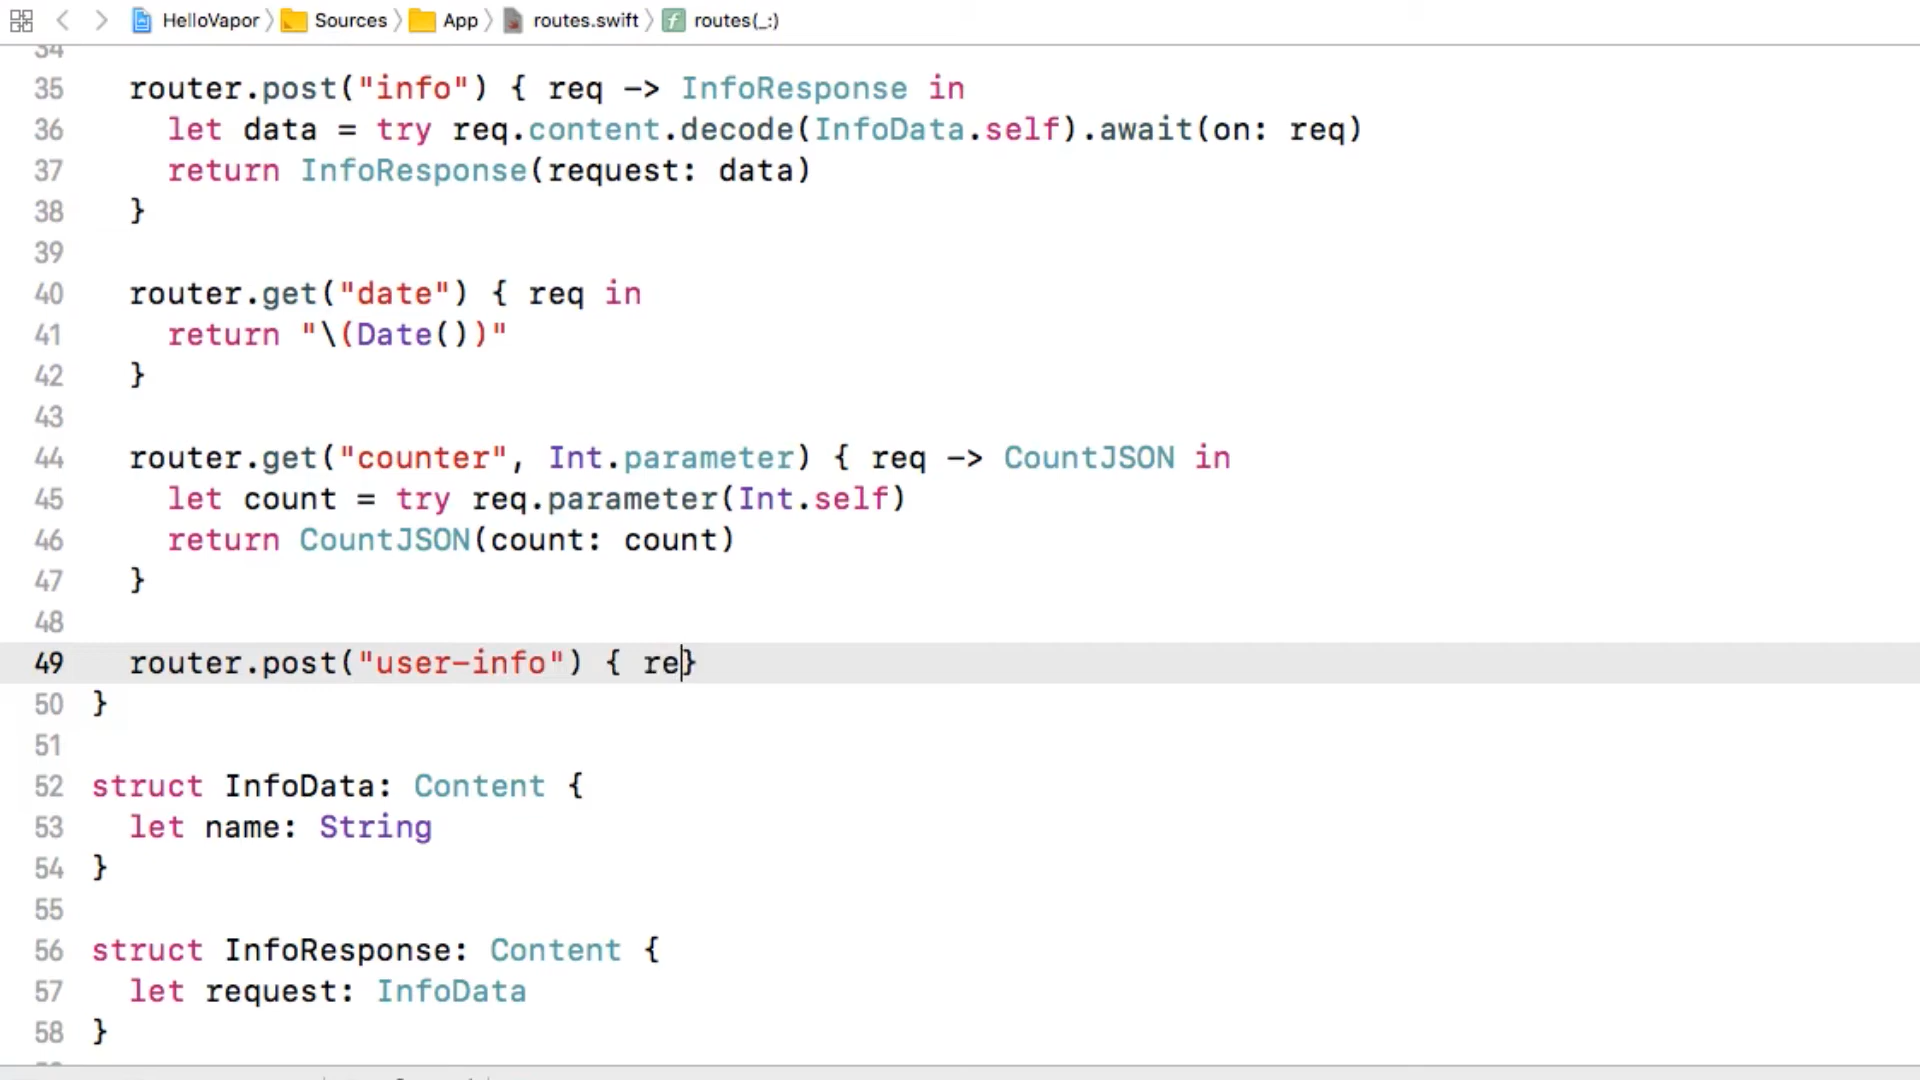 HelloVapor Sources App routes.swift routes(_:)
34
35 router.post("info") { req -> InfoResponse in
36 let data = try req.content.decode(InfoData.self).await(on: req)
37 return InfoResponse(request: data)
38 }
39
40 router.get("date") { req in
41 return "\(Date())"
42 }
43
44 router.get("counter", Int.parameter) { req -> CountJSON in
45 let count = try req.parameter(Int.self)
46 return CountJSON(count: count)
47 }
48
49 router.post("user-info") { re}
50 }
51
52 struct InfoData: Content {
53 let name: String
54 }
55
56 struct InfoResponse: Content {
57 let request: InfoData
58 }